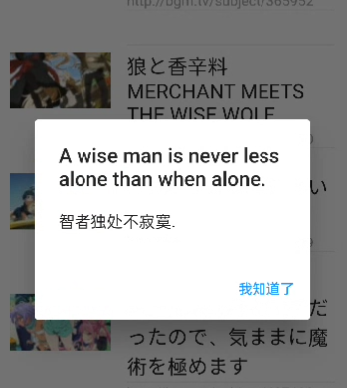 http://bgm.tv/subject/365952
狼と香辛料
MERCHANT MEETS
THE WISE WOLF
A wise man is never less
alone than when alone.
い
智者独处不寂寞.
我知道了
だ
ったので、気ままに魔
術を極めます